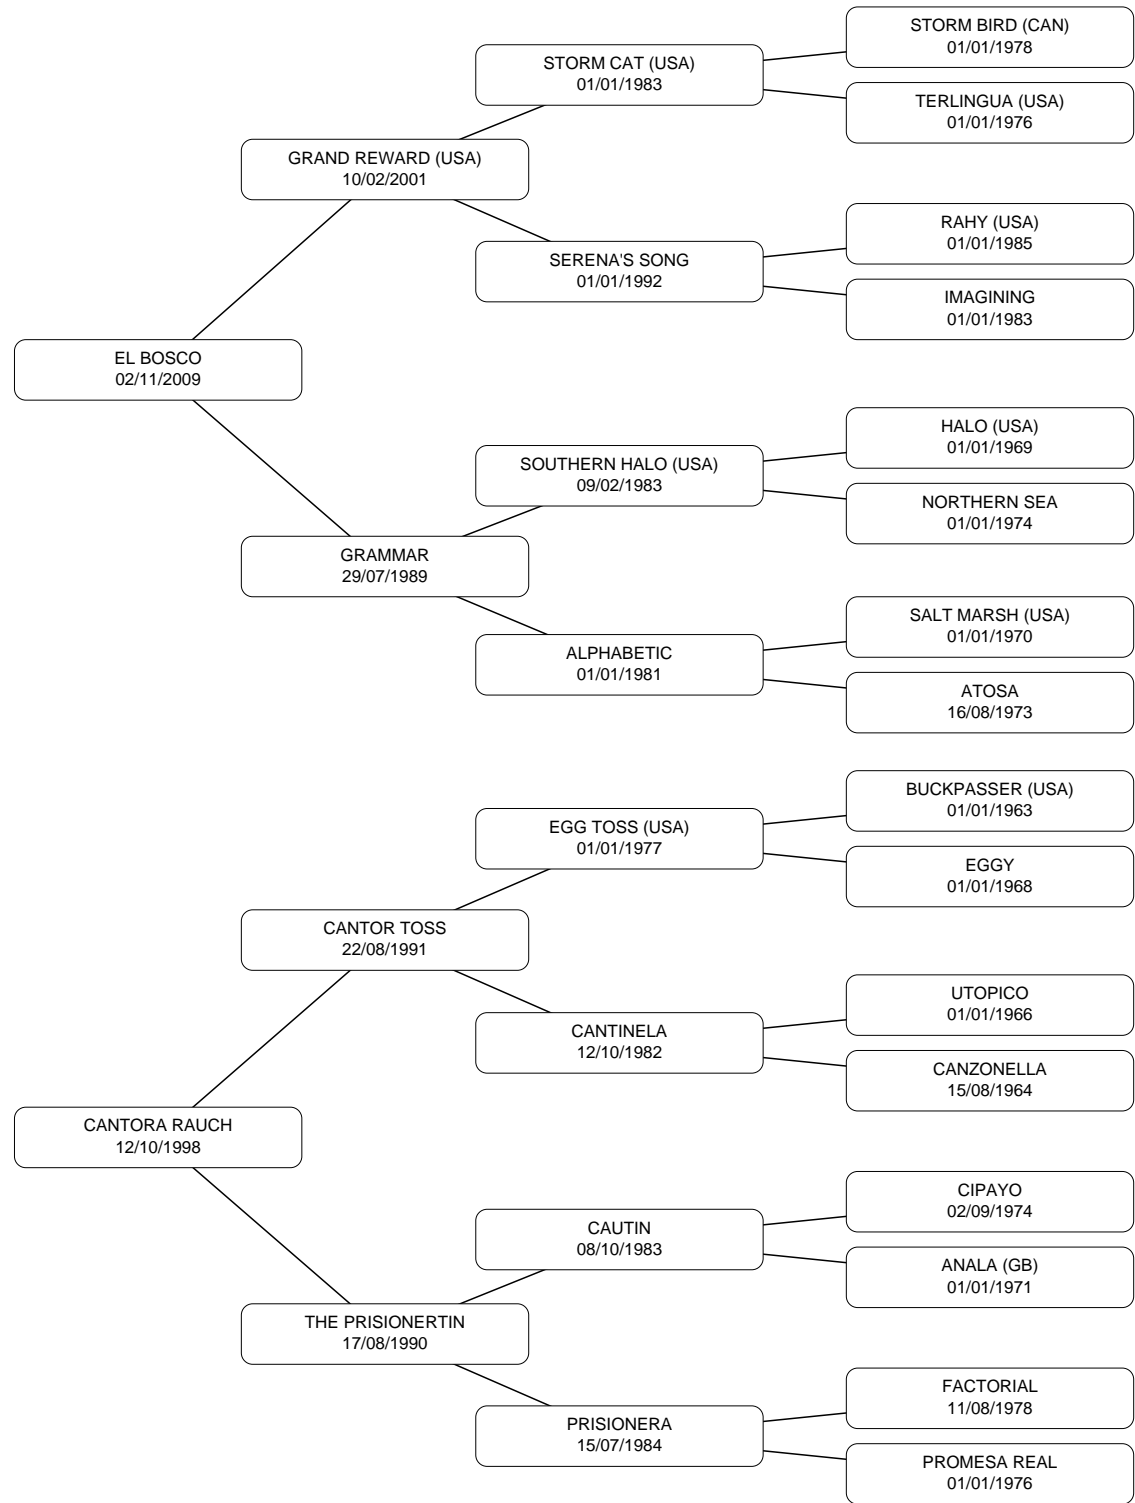 STORM BIRD (CAN)
01/01/1978
STORM CAT (USA)
01/01/1983
TERLINGUA (USA)
01/01/1976
GRAND REWARD (USA)
10/02/2001
RAHY (USA)
01/01/1985
SERENA'S SONG
01/01/1992
IMAGINING
01/01/1983
EL BOSCO
02/11/2009
HALO (USA)
01/01/1969
SOUTHERN HALO (USA)
09/02/1983
NORTHERN SEA
01/01/1974
GRAMMAR
29/07/1989
SALT MARSH (USA)
01/01/1970
ALPHABETIC
01/01/1981
ATOSA
16/08/1973
BUCKPASSER (USA)
01/01/1963
EGG TOSS (USA)
01/01/1977
EGGY
01/01/1968
CANTOR TOSS
22/08/1991
UTOPICO
01/01/1966
CANTINELA
12/10/1982
CANZONELLA
15/08/1964
CANTORA RAUCH
12/10/1998
CIPAYO
02/09/1974
CAUTIN
08/10/1983
ANALA (GB)
01/01/1971
THE PRISIONERTIN
17/08/1990
FACTORIAL
11/08/1978
PRISIONERA
15/07/1984
PROMESA REAL
01/01/1976